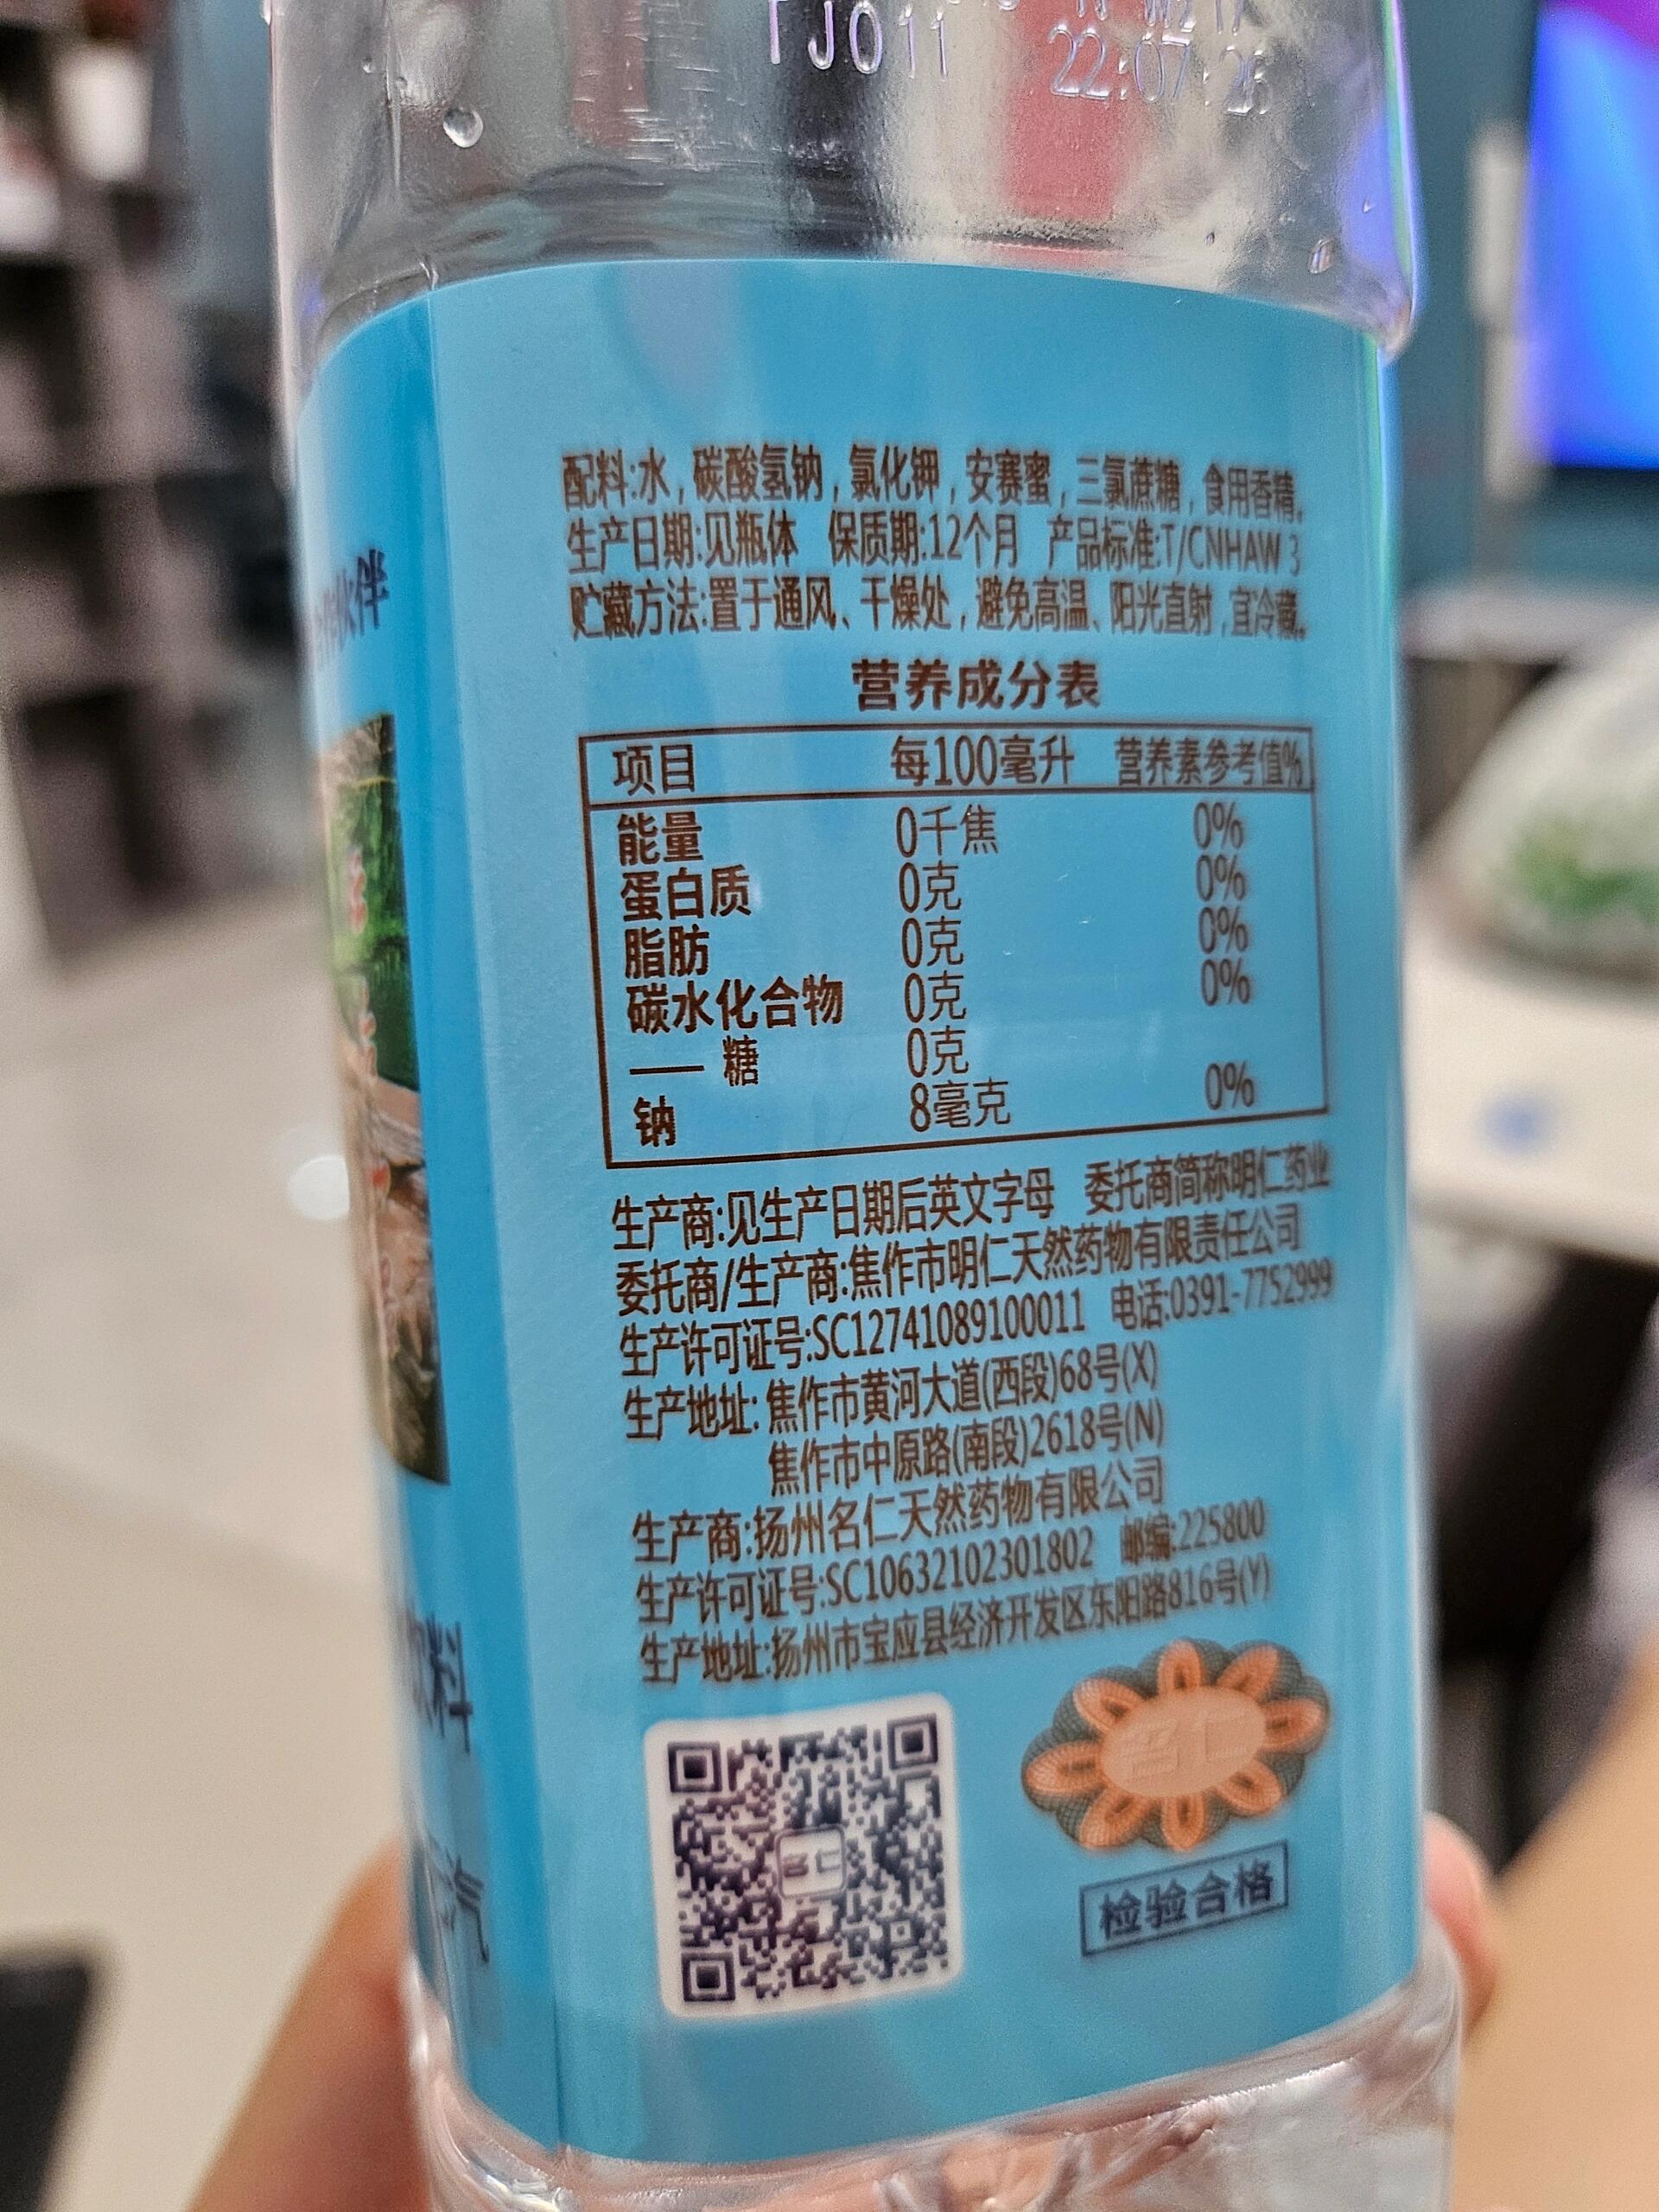 TJ011
22:07:26
配料:水,碳酸氢钠,氯化钾,安赛蜜,三氯蔗糖,食用香精。
生产日期:见瓶体 保质期:12个月 产品标准:T/CNHAW 3
贮藏方法:置于通风、干燥处,避免高温、阳光直射,宜冷藏。
伙伴
营养成分表
项目 每100毫升 营养素参考值%
能量 0千焦 0%
蛋白质 0克 0%
脂肪 0克 0%
碳水化合物 0克 0%
—— 糖 0克
钠 8毫克 0%
生产商:见生产日期后英文字母 委托商简称明仁药业
委托商/生产商:焦作市明仁天然药物有限责任公司
生产许可证号:SC12741089100011 电话:0391-7752999
生产地址:焦作市黄河大道(西段)68号(X)
焦作市中原路(南段)2618号(N)
生产商:扬州名仁天然药物有限公司
生产许可证号:SC10632102301802 邮编:225800
生产地址:扬州市宝应县经济开发区东阳路816号(Y)
饮料
汽
名仁
名仁
检验合格